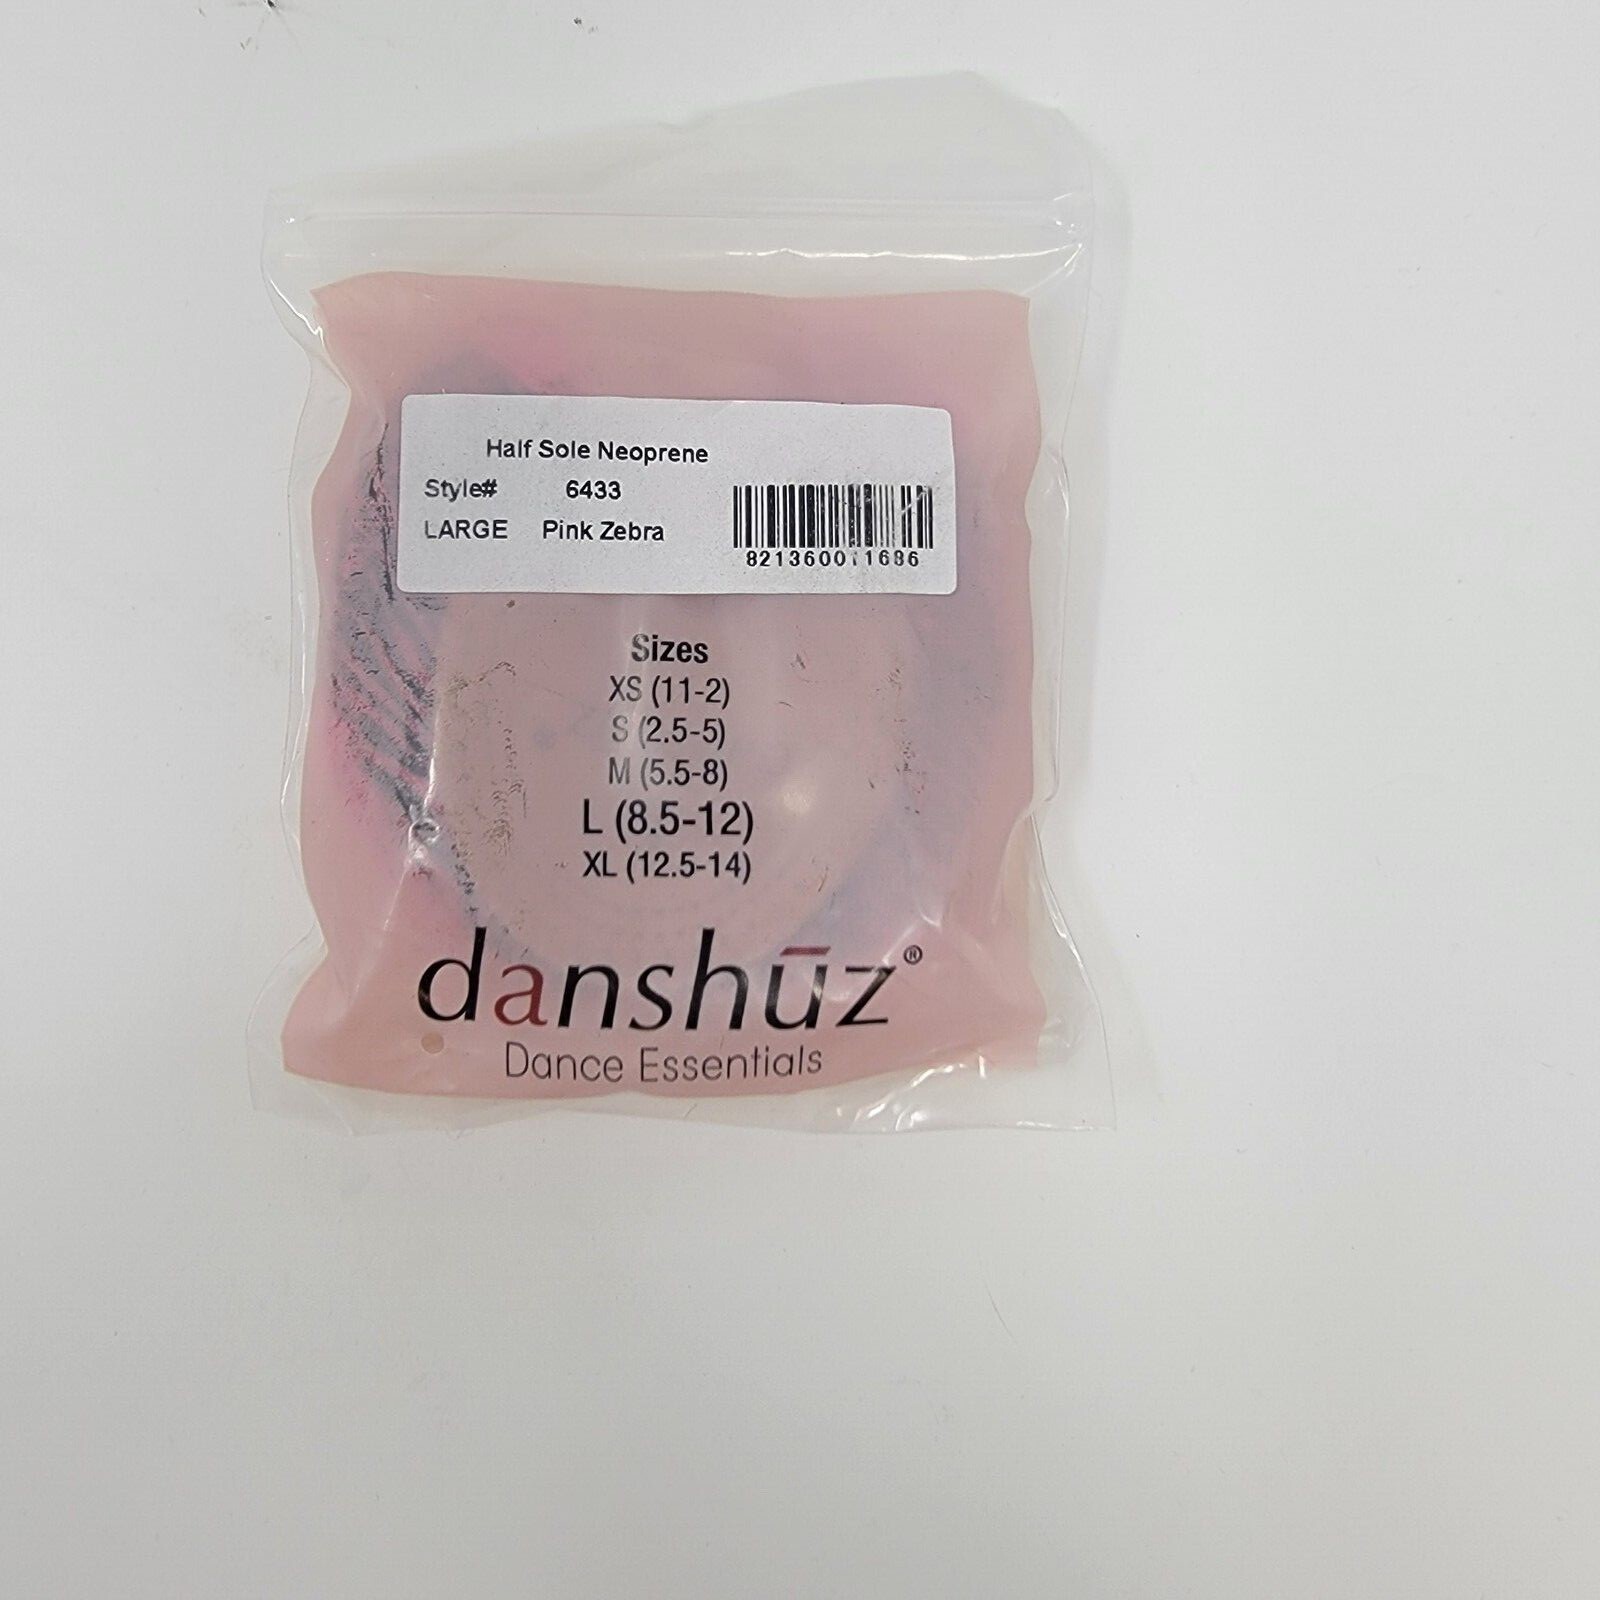 Half Sole Neoprene
Style# 6433
LARGE Pink Zebra
821360011686
Sizes
XS (11-2)
S (2.5-5)
M (5.5-8)
L (8.5-12)
XL (12.5-14)
danshūz®
Dance Essentials